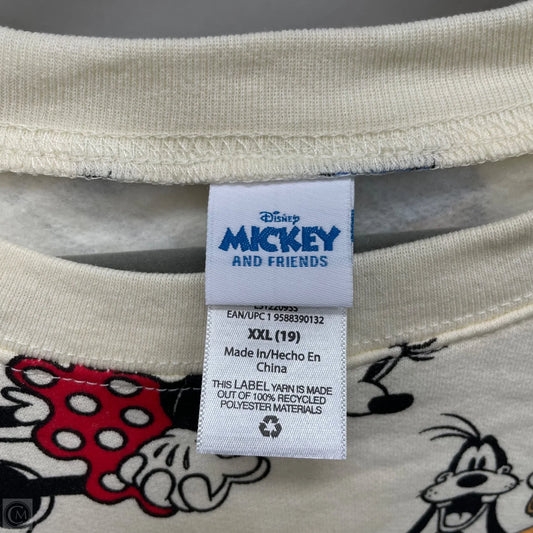 Disney
MICKEY
AND FRIENDS
EAN/UPC 1 9588390132
XXL (19)
Made In/Hecho En
China
THIS LABEL YARN IS MADE
OUT OF 100% RECYCLED
POLYESTER MATERIALS